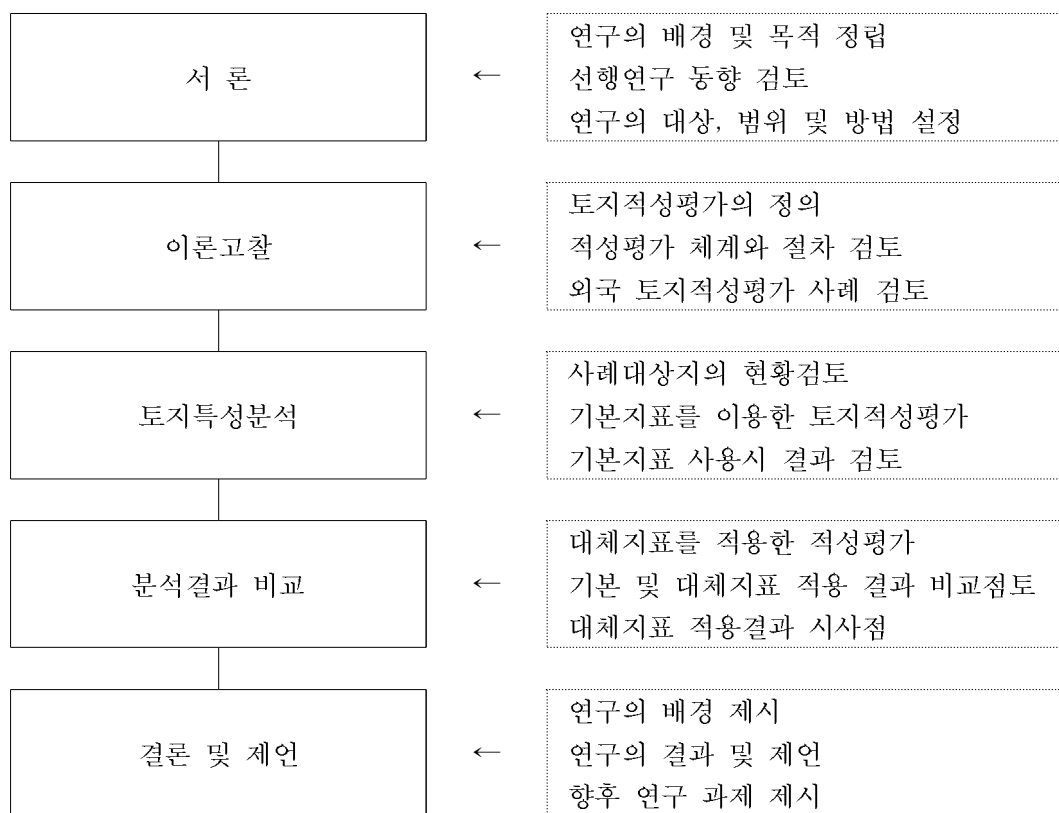 서 론
←
연구의 배경 및 목적 정립
선행연구 동향 검토
연구의 대상, 범위 및 방법 설정
이론고찰
←
토지적성평가의 정의
적성평가 체계와 절차 검토
외국 토지적성평가 사례 검토
토지특성분석
←
사례대상지의 현황검토
기본지표를 이용한 토지적성평가
기본지표 사용시 결과 검토
분석결과 비교
←
대체지표를 적용한 적성평가
기본 및 대체지표 적용 결과 비교점토
대체지표 적용결과 시사점
결론 및 제언
←
연구의 배경 제시
연구의 결과 및 제언
향후 연구 과제 제시